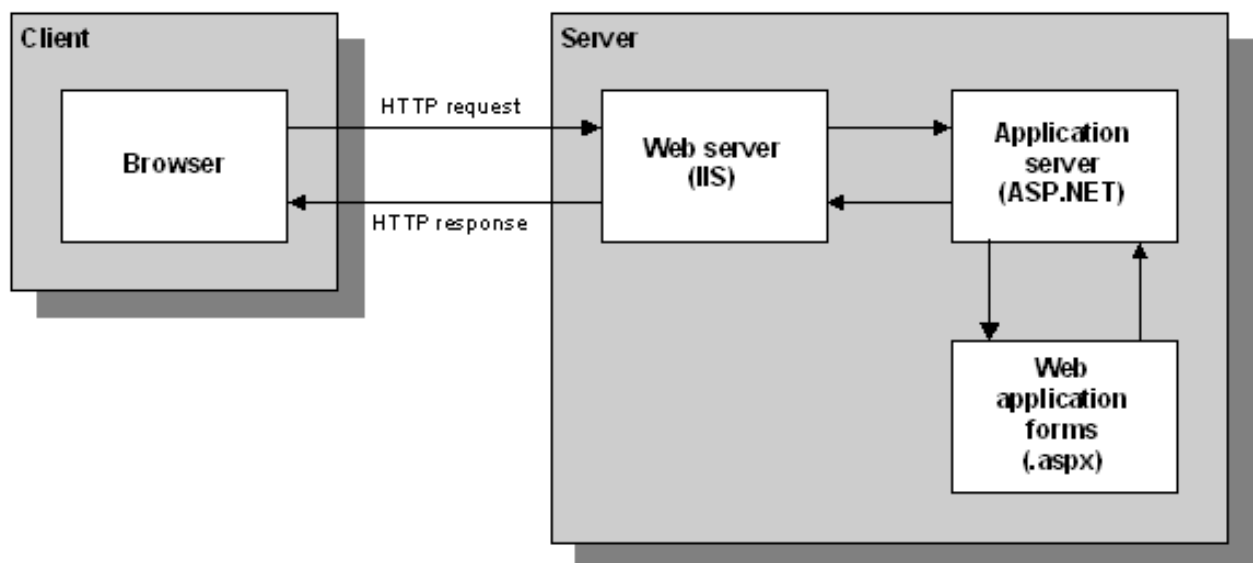 Client
Server
Browser
HTTP request
HTTP response
Web server
(IIS)
Application
server
(ASP.NET)
Web
application
forms
(.aspx)